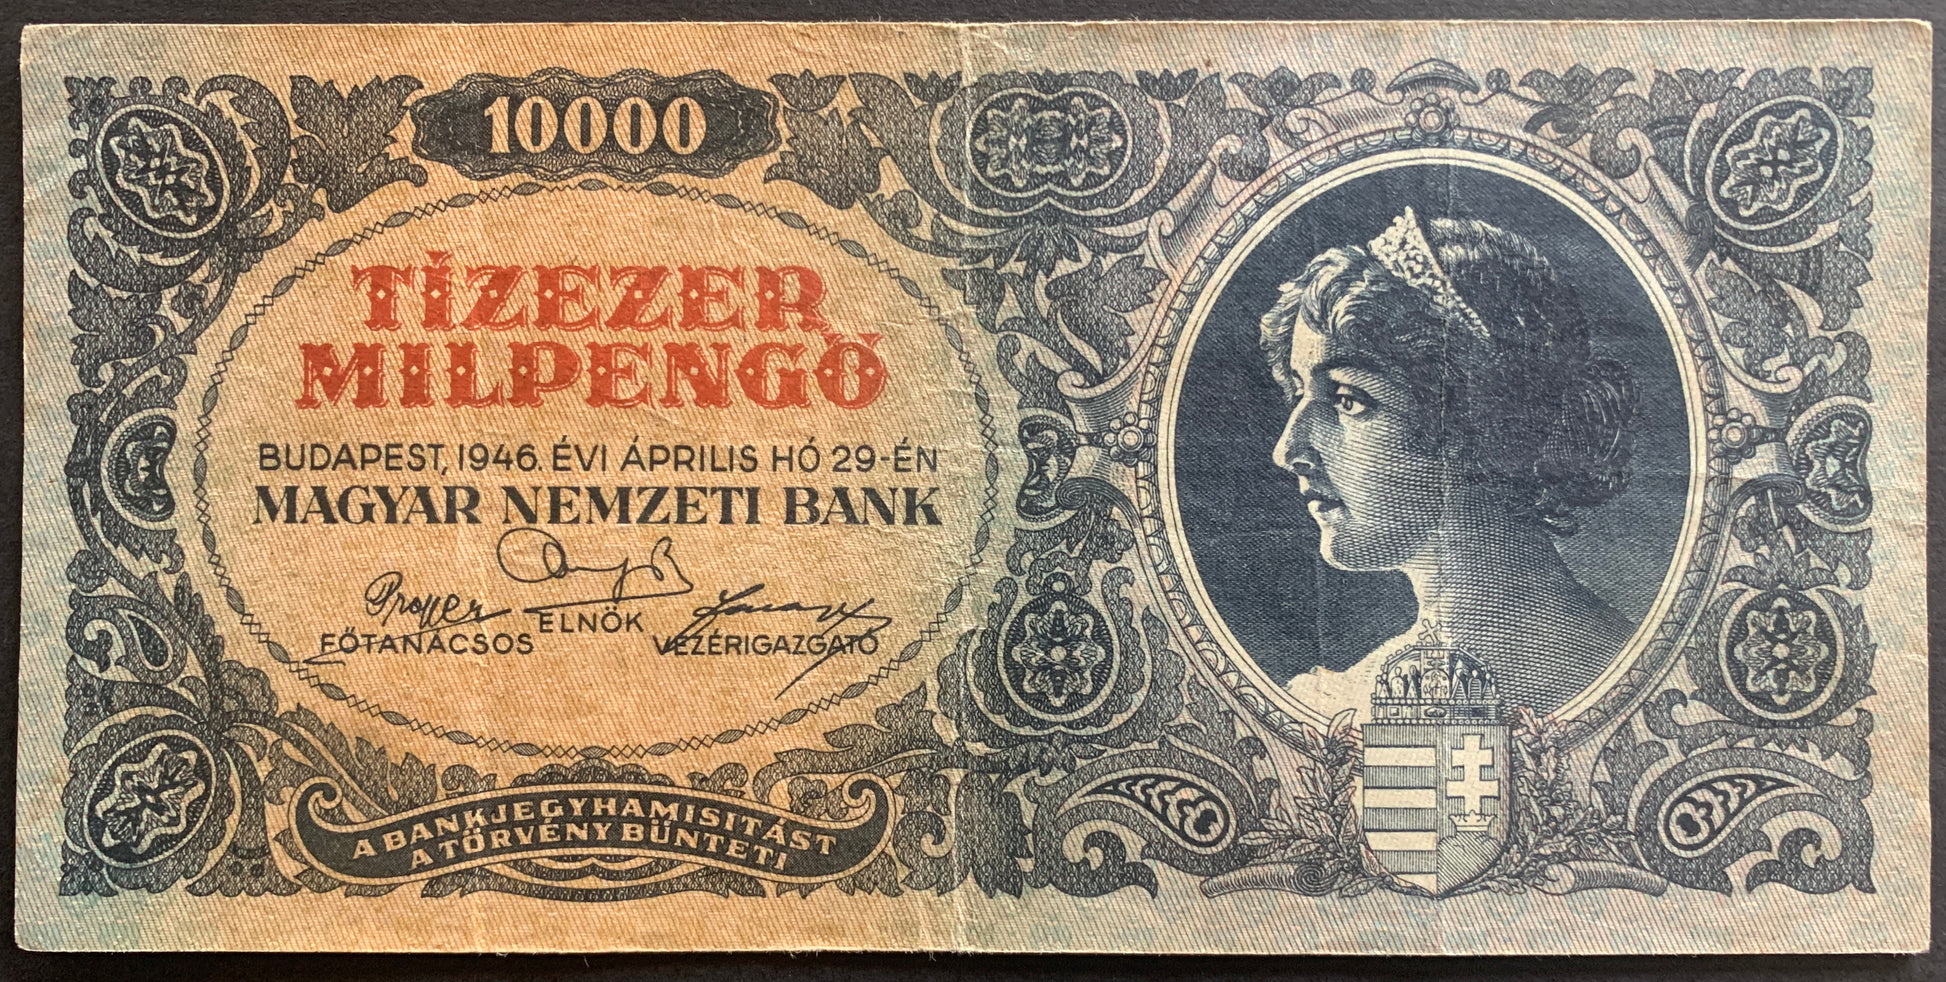 10000
TÍZEZER
MILPENGŐ
BUDAPEST, 1946. ÉVI ÁPRILIS HÓ 29-ÉN
MAGYAR NEMZETI BANK
FŐTANÁCSOS ELNÖK VEZÉRIGAZGATÓ
A BANKJEGYHAMISITÁST
A TÖRVÉNY BÜNTETI